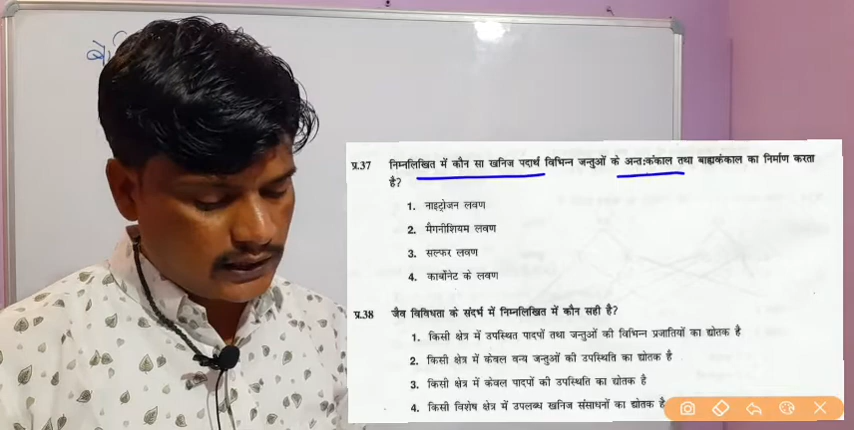 प्र.37 निम्नलिखित में कौन सा खनिज पदार्थ विभिन्न जन्तुओं के अन्तःकंकाल तथा बाह्यकंकाल का निर्माण करता
है?
1. नाइट्रोजन लवण
2. मैगनीशियम लवण
3. सल्फर लवण
4. कार्बोनेट के लवण
प्र.38 जैव विविधता के संदर्भ में निम्नलिखित में कौन सही है?
1. किसी क्षेत्र में उपस्थित पादपों तथा जन्तुओं की विभिन्न प्रजातियों का द्योतक है
2. किसी क्षेत्र में केवल वन्य जन्तुओं की उपस्थिति का द्योतक है
3. किसी क्षेत्र में केवल पादपों की उपस्थिति का द्योतक है
4. किसी विशेष क्षेत्र में उपलब्ध खनिज संसाधनों का द्योतक है